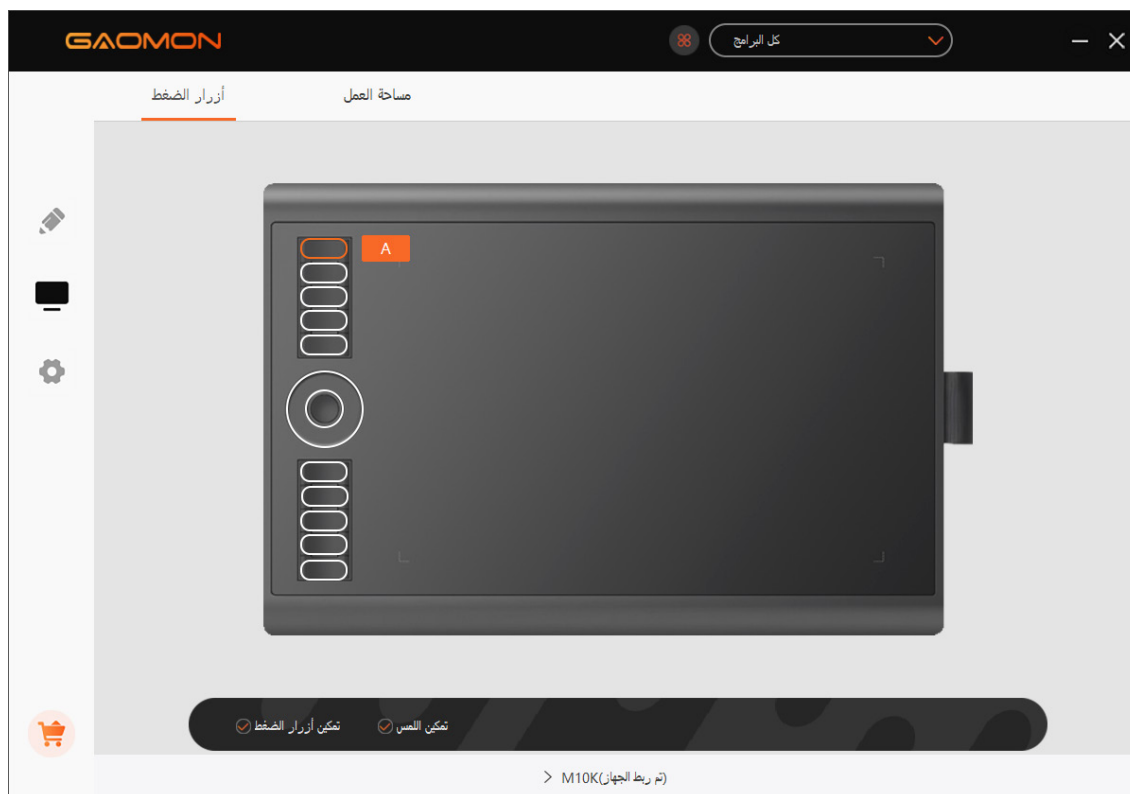 GAOMON
كل البرامج
أزرار الضغط
مساحة العمل
A
تمكين أزرار الضغط
تمكين اللمس
M10K(تم ربط الجهاز)